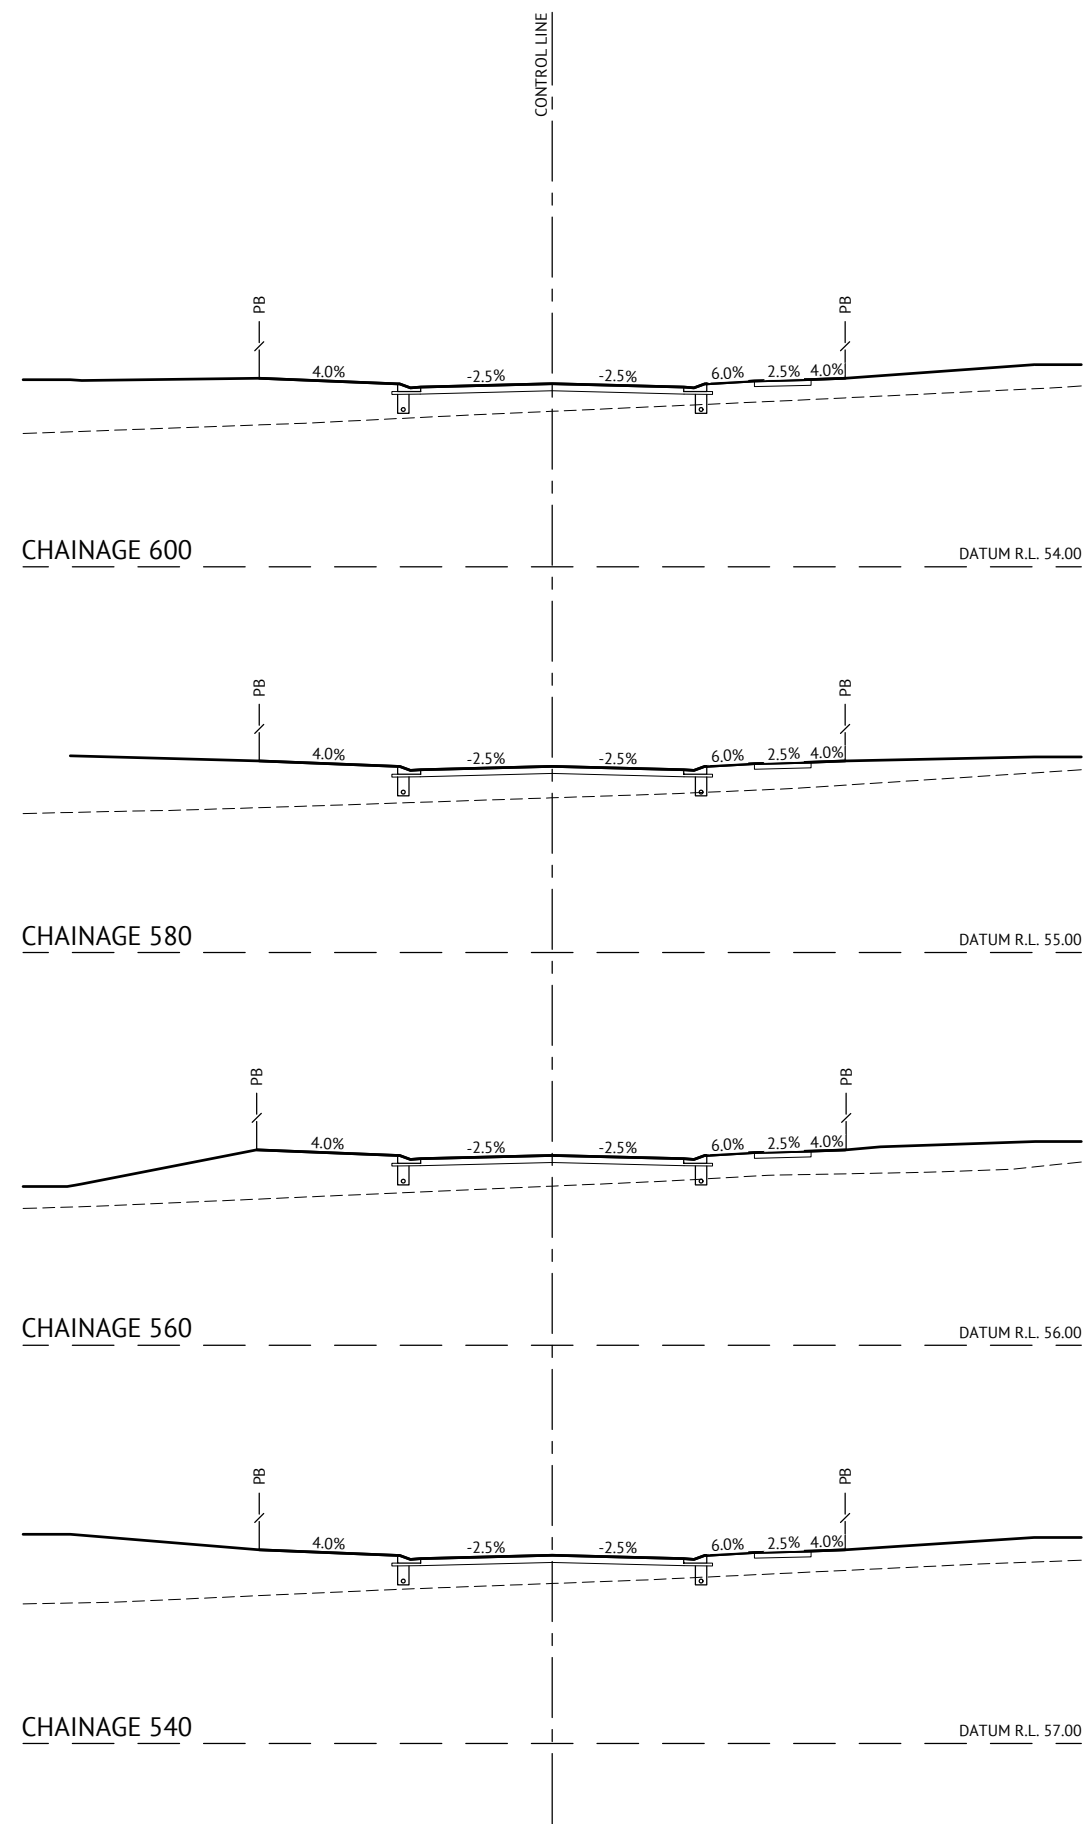 CONTROL LINE
PB PB
4.0% -2.5% -2.5% 6.0% 2.5% 4.0%
CHAINAGE 600 DATUM R.L. 54.00
PB PB
4.0% -2.5% -2.5% 6.0% 2.5% 4.0%
CHAINAGE 580 DATUM R.L. 55.00
PB PB
4.0% -2.5% -2.5% 6.0% 2.5% 4.0%
CHAINAGE 560 DATUM R.L. 56.00
PB PB
4.0% -2.5% -2.5% 6.0% 2.5% 4.0%
CHAINAGE 540 DATUM R.L. 57.00